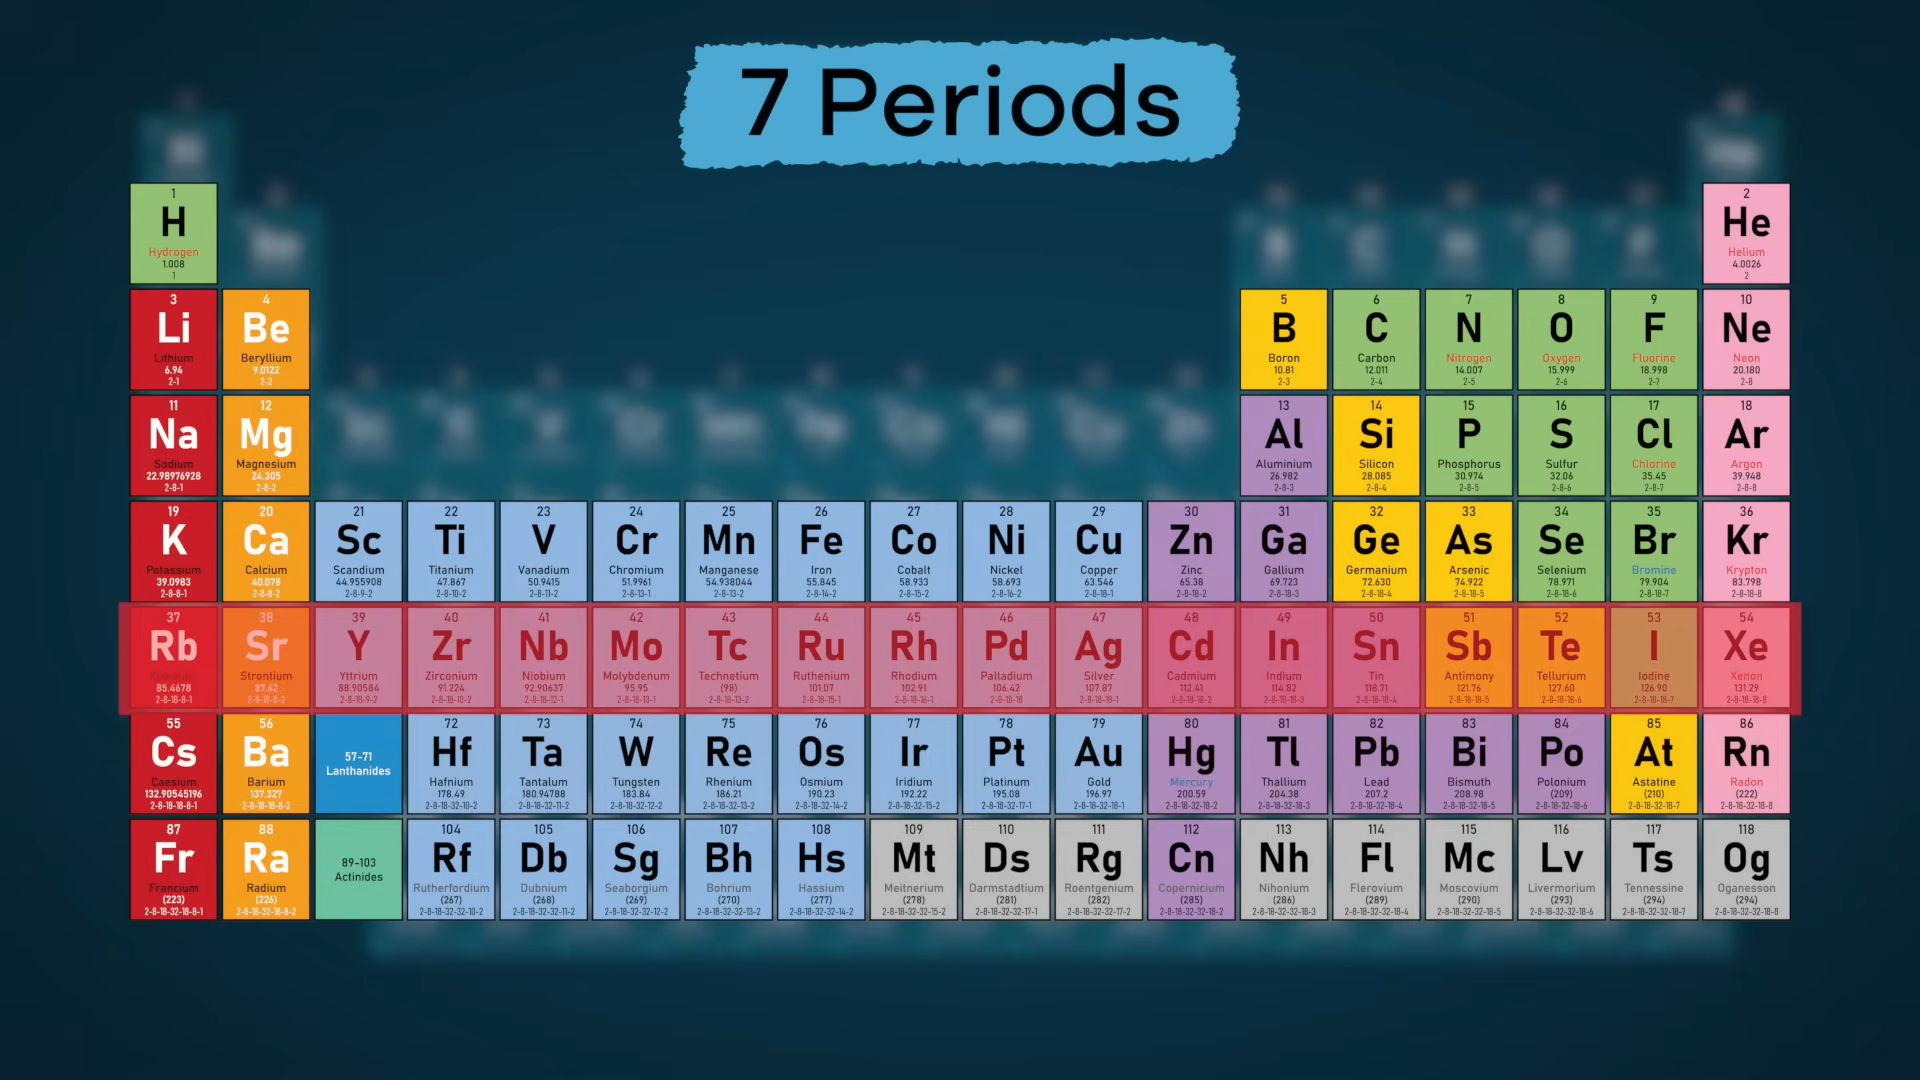 7 Periods
1 2
H He
Hydrogen Helium
1.008 4.0026
1 2
3 4 5 6 7 8 9 10
Li Be B C N O F Ne
Lithium Beryllium Boron Carbon Nitrogen Oxygen Fluorine Neon
6.94 9.0122 10.81 12.011 14.007 15.999 18.998 20.180
2-1 2-2 2-3 2-4 2-5 2-6 2-7 2-8
11 12 13 14 15 16 17 18
Na Mg Al Si P S Cl Ar
Sodium Magnesium Aluminium Silicon Phosphorus Sulfur Chlorine Argon
22.98976928 24.305 26.982 28.085 30.974 32.06 35.45 39.948
2-8-1 2-8-2 2-8-3 2-8-4 2-8-5 2-8-6 2-8-7 2-8-8
19 20 21 22 23 24 25 26 27 28 29 30 31 32 33 34 35 36
K Ca Sc Ti V Cr Mn Fe Co Ni Cu Zn Ga Ge As Se Br Kr
Potassium Calcium Scandium Titanium Vanadium Chromium Manganese Iron Cobalt Nickel Copper Zinc Gallium Germanium Arsenic Selenium Bromine Krypton
39.0983 40.078 44.955908 47.867 50.9415 51.9961 54.938044 55.845 58.933 58.693 63.546 65.38 69.723 72.630 74.922 78.971 79.904 83.798
2-8-8-1 2-8-8-2 2-8-9-2 2-8-10-2 2-8-11-2 2-8-13-1 2-8-13-2 2-8-14-2 2-8-15-2 2-8-16-2 2-8-18-1 2-8-18-2 2-8-18-3 2-8-18-4 2-8-18-5 2-8-18-6 2-8-18-7 2-8-18-8
37 38 39 40 41 42 43 44 45 46 47 48 49 50 51 52 53 54
Rb Sr Y Zr Nb Mo Tc Ru Rh Pd Ag Cd In Sn Sb Te I Xe
Strontium Yttrium Zirconium Niobium Molybdenum Technetium Ruthenium Rhodium Palladium Silver Cadmium Indium Tin Antimony Tellurium Iodine Xenon
85.4678 87.62 88.90584 91.224 92.90637 95.95 (98) 101.07 102.91 106.42 107.87 112.41 114.82 118.71 121.76 127.60 126.90 131.29
2-8-18-8-1 2-8-18-8-2 2-8-18-9-2 2-8-18-10-2 2-8-18-12-1 2-8-18-13-1 2-8-18-13-2 2-8-18-15-1 2-8-18-16-1 2-8-18-18 2-8-18-18-1 2-8-18-18-2 2-8-18-18-3 2-8-18-18-4 2-8-18-18-5 2-8-18-18-6 2-8-18-18-7 2-8-18-18-8
55 56 57-71 72 73 74 75 76 77 78 79 80 81 82 83 84 85 86
Cs Ba Lanthanides Hf Ta W Re Os Ir Pt Au Hg Tl Pb Bi Po At Rn
Caesium Barium Hafnium Tantalum Tungsten Rhenium Osmium Iridium Platinum Gold Mercury Thallium Lead Bismuth Polonium Astatine Radon
132.90545196 137.327 178.49 180.94788 183.84 186.21 190.23 192.22 195.08 196.97 200.59 204.38 207.2 208.98 (209) (210) (222)
2-8-18-18-8-1 2-8-18-18-8-2 2-8-18-32-10-2 2-8-18-32-11-2 2-8-18-32-12-2 2-8-18-32-13-2 2-8-18-32-14-2 2-8-18-32-15-2 2-8-18-32-17-1 2-8-18-32-18-1 2-8-18-32-18-2 2-8-18-32-18-3 2-8-18-32-18-4 2-8-18-32-18-5 2-8-18-32-18-6 2-8-18-32-18-7 2-8-18-32-18-8
87 88 89-103 104 105 106 107 108 109 110 111 112 113 114 115 116 117 118
Fr Ra Actinides Rf Db Sg Bh Hs Mt Ds Rg Cn Nh Fl Mc Lv Ts Og
Francium Radium Rutherfordium Dubnium Seaborgium Bohrium Hassium Meitnerium Darmstadtium Roentgenium Copernicium Nihonium Flerovium Moscovium Livermorium Tennessine Oganesson
(223) (226) (267) (268) (269) (270) (277) (278) (281) (282) (285) (286) (289) (290) (293) (294) (294)
2-8-18-32-18-8-1 2-8-18-32-18-8-2 2-8-18-32-32-10-2 2-8-18-32-32-11-2 2-8-18-32-32-12-2 2-8-18-32-32-13-2 2-8-18-32-32-14-2 2-8-18-32-32-15-2 2-8-18-32-32-17-1 2-8-18-32-32-17-2 2-8-18-32-32-18-2 2-8-18-32-32-18-3 2-8-18-32-32-18-4 2-8-18-32-32-18-5 2-8-18-32-32-18-6 2-8-18-32-32-18-7 2-8-18-32-32-18-8